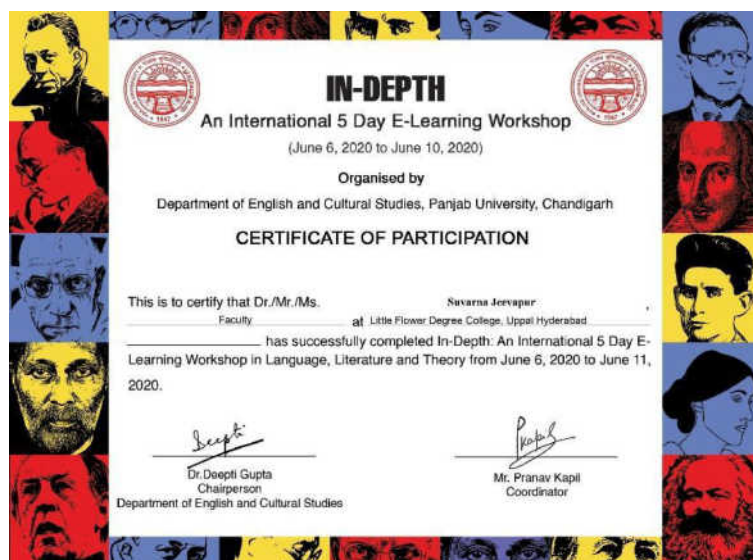 IN-DEPTH
An International 5 Day E-Learning Workshop
(June 6, 2020 to June 10, 2020)
Organised by
Department of English and Cultural Studies, Panjab University, Chandigarh
CERTIFICATE OF PARTICIPATION
This is to certify that Dr./Mr./Ms. Suvarna Jeevapur ,
Faculty at Little Flower Degree College, Uppal Hyderabad
has successfully completed In-Depth: An International 5 Day E-
Learning Workshop in Language, Literature and Theory from June 6, 2020 to June 11,
2020.
Deepti
PKapil
Dr.Deepti Gupta
Mr. Pranav Kapil
Chairperson
Coordinator
Department of English and Cultural Studies